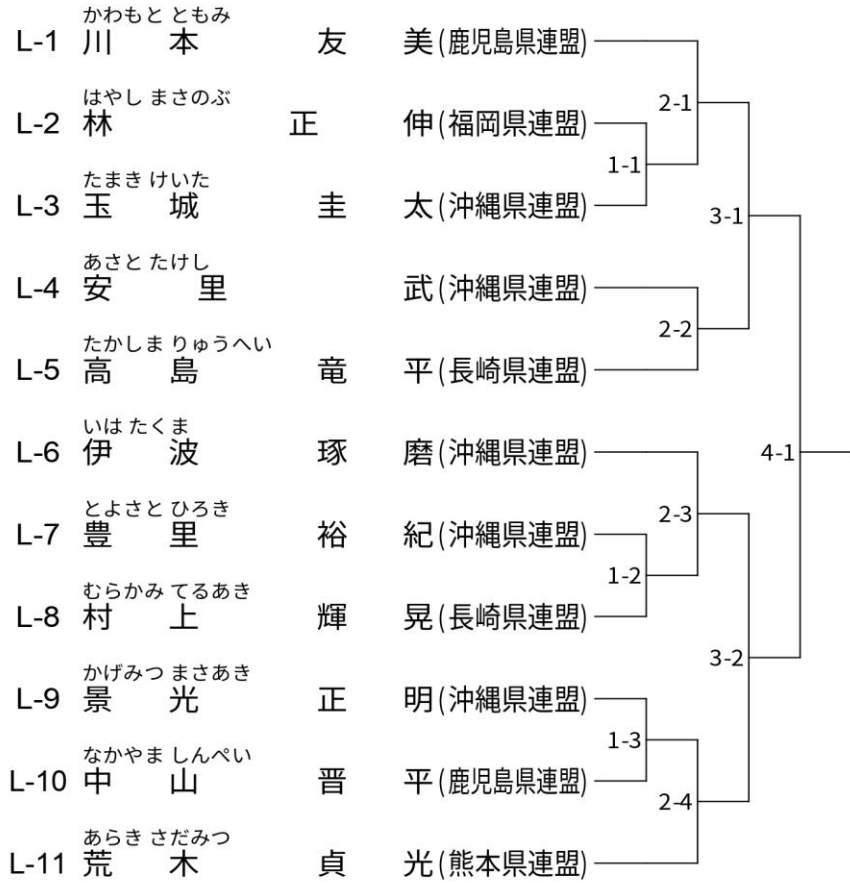 かわもと ともみ
L-1 川本 友美(鹿児島県連盟)
2-1
はやし まさのぶ
L-2 林 正伸(福岡県連盟)
1-1
たまき けいた
L-3 玉城 圭太(沖縄県連盟)
3-1
あさと たけし
L-4 安里 武(沖縄県連盟)
2-2
たかしま りゅうへい
L-5 高島 竜平(長崎県連盟)
いは たくま
L-6 伊波 琢磨(沖縄県連盟)
4-1
2-3
とよさと ひろき
L-7 豊里 裕紀(沖縄県連盟)
1-2
むらかみ てるあき
L-8 村上 輝晃(長崎県連盟)
3-2
かげみつ まさあき
L-9 景光 正明(沖縄県連盟)
1-3
なかやま しんぺい
L-10 中山 晋平(鹿児島県連盟)
2-4
あらき さだみつ
L-11 荒木 貞光(熊本県連盟)